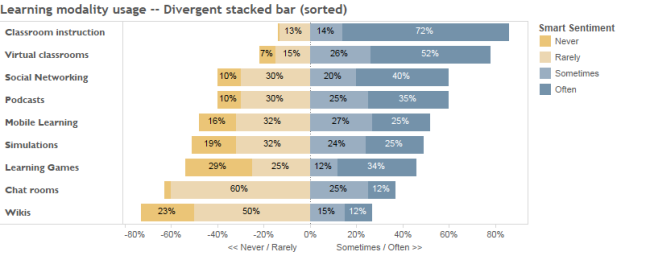 Learning modality usage -- Divergent stacked bar (sorted)
Smart Sentiment
Never
Rarely
Sometimes
Often
Classroom instruction 13% 14% 72%
Virtual classrooms 7% 15% 26% 52%
Social Networking 10% 30% 20% 40%
Podcasts 10% 30% 25% 35%
Mobile Learning 16% 32% 27% 25%
Simulations 19% 32% 24% 25%
Learning Games 29% 25% 12% 34%
Chat rooms 60% 25% 12%
Wikis 23% 50% 15% 12%
-80% -60% -40% -20% 0% 20% 40% 60% 80%
<< Never / Rarely Sometimes / Often >>